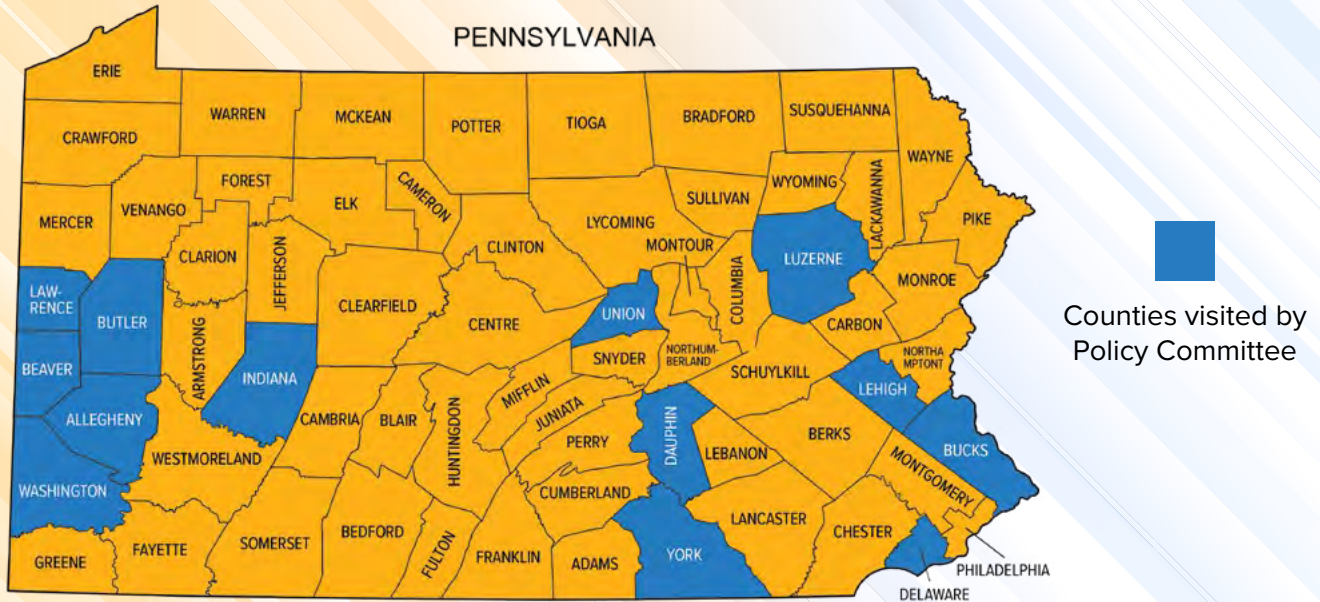 PENNSYLVANIA
ERIE
CRAWFORD
WARREN
MCKEAN
POTTER
TIOGA
BRADFORD
SUSQUEHANNA
WAYNE
WYOMING
LACKAWANNA
PIKE
MERCER
VENANGO
FOREST
ELK
CAMERON
CLINTON
LYCOMING
SULLIVAN
MONTOUR
COLUMBIA
LUZERNE
MONROE
CLARION
JEFFERSON
CLEARFIELD
CENTRE
UNION
SNYDER
NORTHUM-
BERLAND
SCHUYLKILL
CARBON
NORTHA
MPTONT
LEHIGH
LAW-
RENCE
BUTLER
ARMSTRONG
INDIANA
BEAVER
ALLEGHENY
WASHINGTON
WESTMORELAND
CAMBRIA
BLAIR
HUNTINGDON
MIFFLIN
JUNIATA
PERRY
DAUPHIN
LEBANON
BERKS
MONTGOMERY
BUCKS
CUMBERLAND
GREENE
FAYETTE
SOMERSET
BEDFORD
FULTON
FRANKLIN
ADAMS
YORK
LANCASTER
CHESTER
PHILADELPHIA
DELAWARE
Counties visited by
Policy Committee